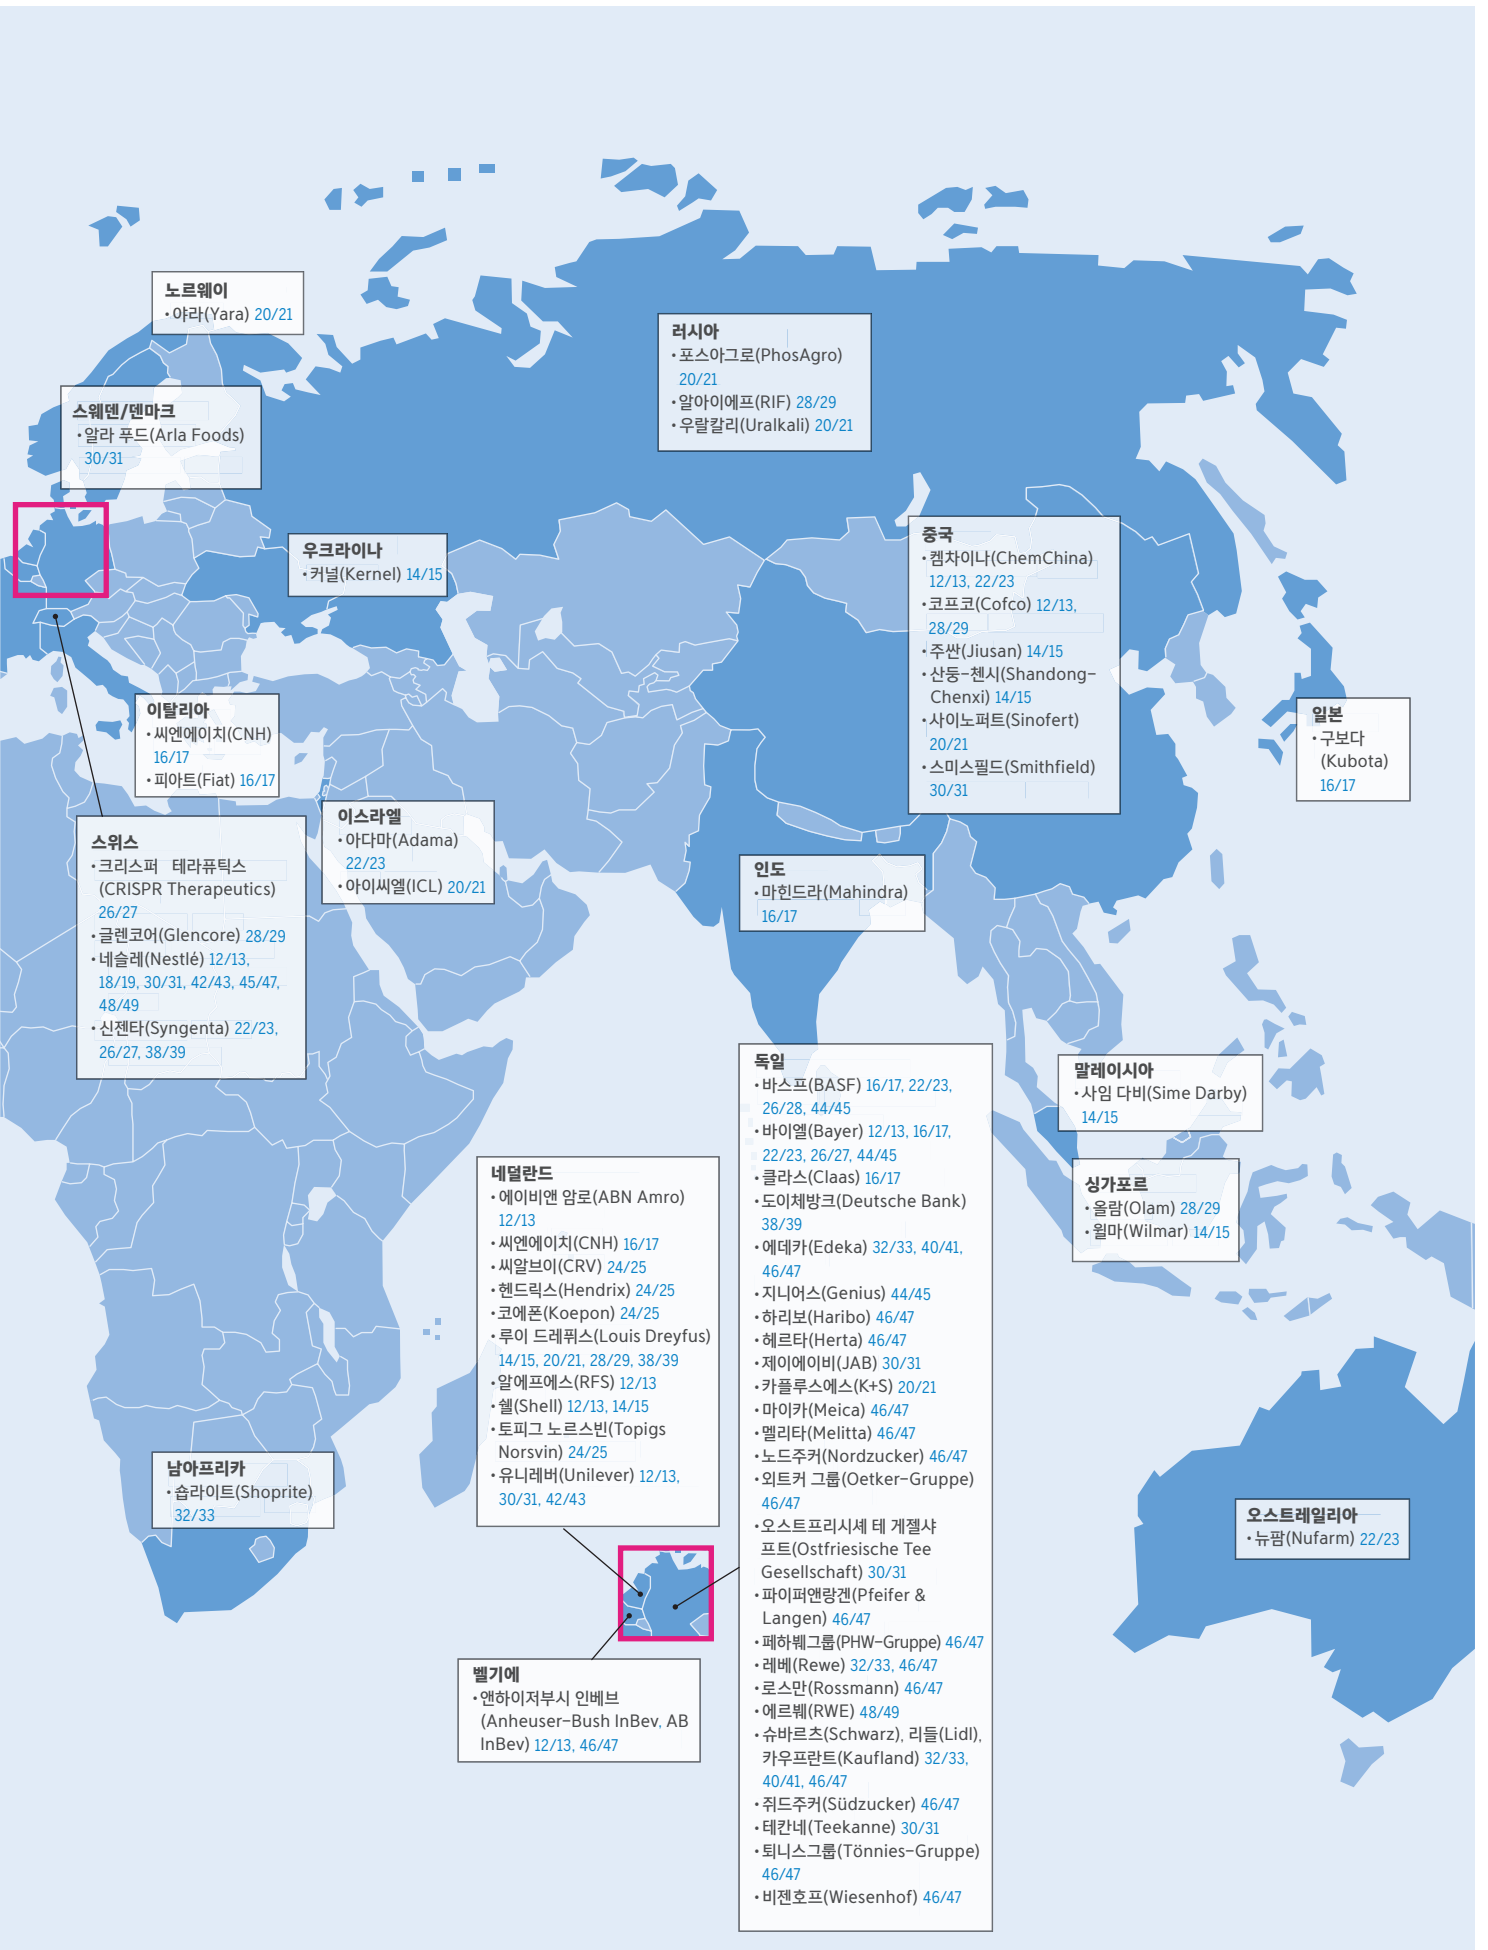 노르웨이
• 야라(Yara) 20/21
스웨덴/덴마크
• 알라 푸드(Arla Foods)
30/31
러시아
• 포스아그로(PhosAgro)
20/21
• 알아이에프(RIF) 28/29
• 우랄칼리(Uralkali) 20/21
우크라이나
• 커널(Kernel) 14/15
중국
• 켐차이나(ChemChina)
12/13, 22/23
• 코프코(Cofco) 12/13,
28/29
• 주싼(Jiusan) 14/15
• 산둥-첸시(Shandong-
Chenxi) 14/15
• 사이노퍼트(Sinofert)
20/21
• 스미스필드(Smithfield)
30/31
이탈리아
• 씨엔에이치(CNH)
16/17
• 피아트(Fiat) 16/17
일본
• 구보다
(Kubota)
16/17
이스라엘
• 아다마(Adama)
22/23
• 아이씨엘(ICL) 20/21
스위스
• 크리스퍼 테라퓨틱스
(CRISPR Therapeutics)
26/27
• 글렌코어(Glencore) 28/29
• 네슬레(Nestlé) 12/13,
18/19, 30/31, 42/43, 45/47,
48/49
• 신젠타(Syngenta) 22/23,
26/27, 38/39
인도
• 마힌드라(Mahindra)
16/17
말레이시아
• 사임 다비(Sime Darby)
14/15
싱가포르
• 올람(Olam) 28/29
• 윌마(Wilmar) 14/15
네덜란드
• 에이비앤 암로(ABN Amro)
12/13
• 씨엔에이치(CNH) 16/17
• 씨알브이(CRV) 24/25
• 헨드릭스(Hendrix) 24/25
• 코에폰(Koepon) 24/25
• 루이 드레퓌스(Louis Dreyfus)
14/15, 20/21, 28/29, 38/39
• 알에프에스(RFS) 12/13
• 쉘(Shell) 12/13, 14/15
• 토피그 노르스빈(Topigs
Norsvin) 24/25
• 유니레버(Unilever) 12/13,
30/31, 42/43
독일
• 바스프(BASF) 16/17, 22/23,
26/28, 44/45
• 바이엘(Bayer) 12/13, 16/17,
22/23, 26/27, 44/45
• 클라스(Claas) 16/17
• 도이체방크(Deutsche Bank)
38/39
• 에데카(Edeka) 32/33, 40/41,
46/47
• 지니어스(Genius) 44/45
• 하리보(Haribo) 46/47
• 헤르타(Herta) 46/47
• 제이에이비(JAB) 30/31
• 카플루스에스(K+S) 20/21
• 마이카(Meica) 46/47
• 멜리타(Melitta) 46/47
• 노드주커(Nordzucker) 46/47
• 외트커 그룹(Oetker-Gruppe)
46/47
• 오스트프리시셰 테 게젤샤
프트(Ostfriesische Tee
Gesellschaft) 30/31
• 파이퍼앤랑겐(Pfeifer &
Langen) 46/47
• 페하붸그룹(PHW-Gruppe) 46/47
• 레베(Rewe) 32/33, 46/47
• 로스만(Rossmann) 46/47
• 에르붸(RWE) 48/49
• 슈바르츠(Schwarz), 리들(Lidl),
카우프란트(Kaufland) 32/33,
40/41, 46/47
• 쥐드주커(Südzucker) 46/47
• 테칸네(Teekanne) 30/31
• 퇴니스그룹(Tönnies-Gruppe)
46/47
• 비젠호프(Wiesenhof) 46/47
남아프리카
• 숍라이트(Shoprite)
32/33
오스트레일리아
• 뉴팜(Nufarm) 22/23
벨기에
• 앤하이저부시 인베브
(Anheuser-Bush InBev, AB
InBev) 12/13, 46/47